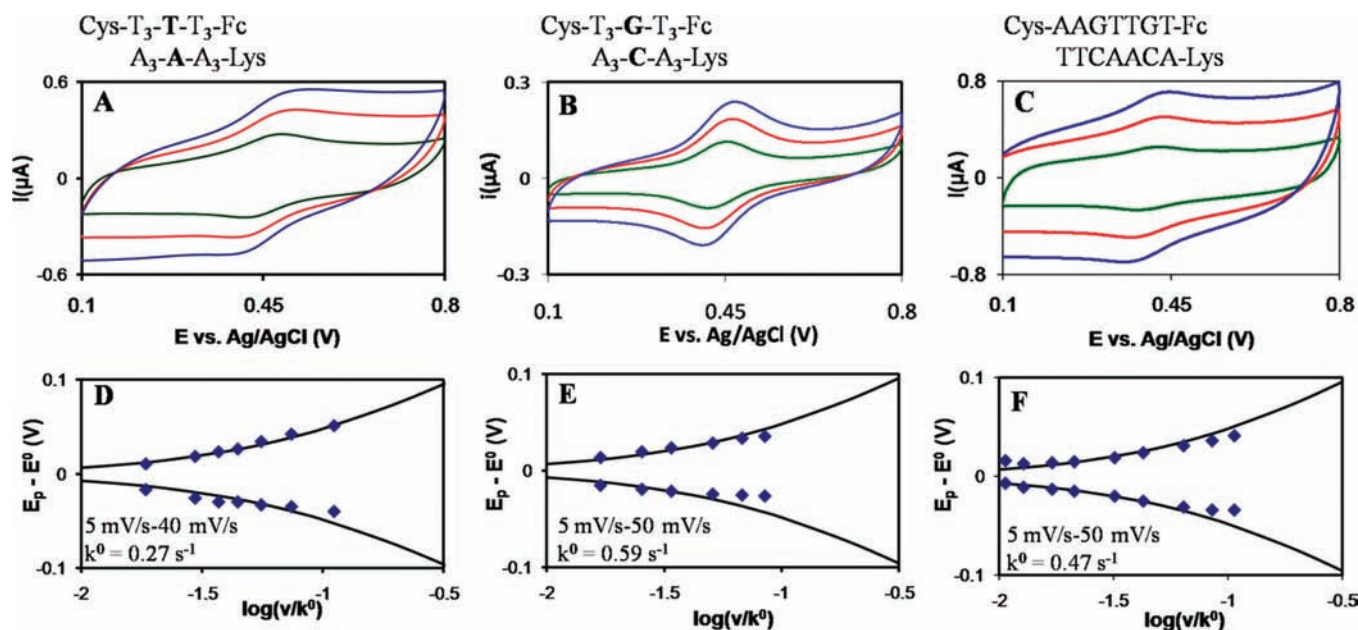 Cys-T₃-T-T₃-Fc
A₃-A-A₃-Lys
Cys-T₃-G-T₃-Fc
A₃-C-A₃-Lys
Cys-AAGTTGT-Fc
TTCAACA-Lys
A
0.6
0
-0.6
I(µA)
0.1
0.45
0.8
E vs. Ag/AgCl (V)
B
0.3
0
-0.3
i(µA)
0.1
0.45
0.8
E vs. Ag/AgCl (V)
C
0.8
0
-0.8
I(µA)
0.1
0.45
0.8
E vs. Ag/AgCl (V)
D
0.1
0
-0.1
Eₚ - E⁰ (V)
5 mV/s-40 mV/s
k⁰ = 0.27 s⁻¹
-2
-1.5
-1
-0.5
log(v/k⁰)
E
0.1
0
-0.1
Eₚ - E⁰ (V)
5 mV/s-50 mV/s
k⁰ = 0.59 s⁻¹
-2
-1.5
-1
-0.5
log(v/k⁰)
F
0.1
0
-0.1
Eₚ - E⁰ (V)
5 mV/s-50 mV/s
k⁰ = 0.47 s⁻¹
-2
-1.5
-1
-0.5
log(v/k⁰)